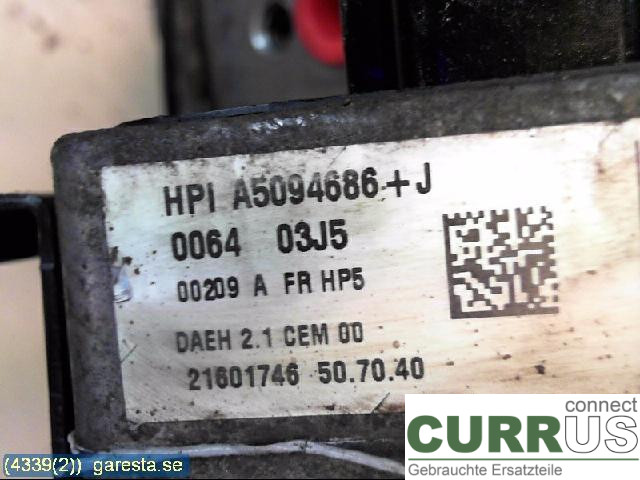 HPI A5094686+J
0064 03J5
00209 A FR HP5
DAEH 2.1 CEM 00
21601746 50.70.40
connect
CURRUS
Gebrauchte Ersatzteile
(4339(2)) garesta.se